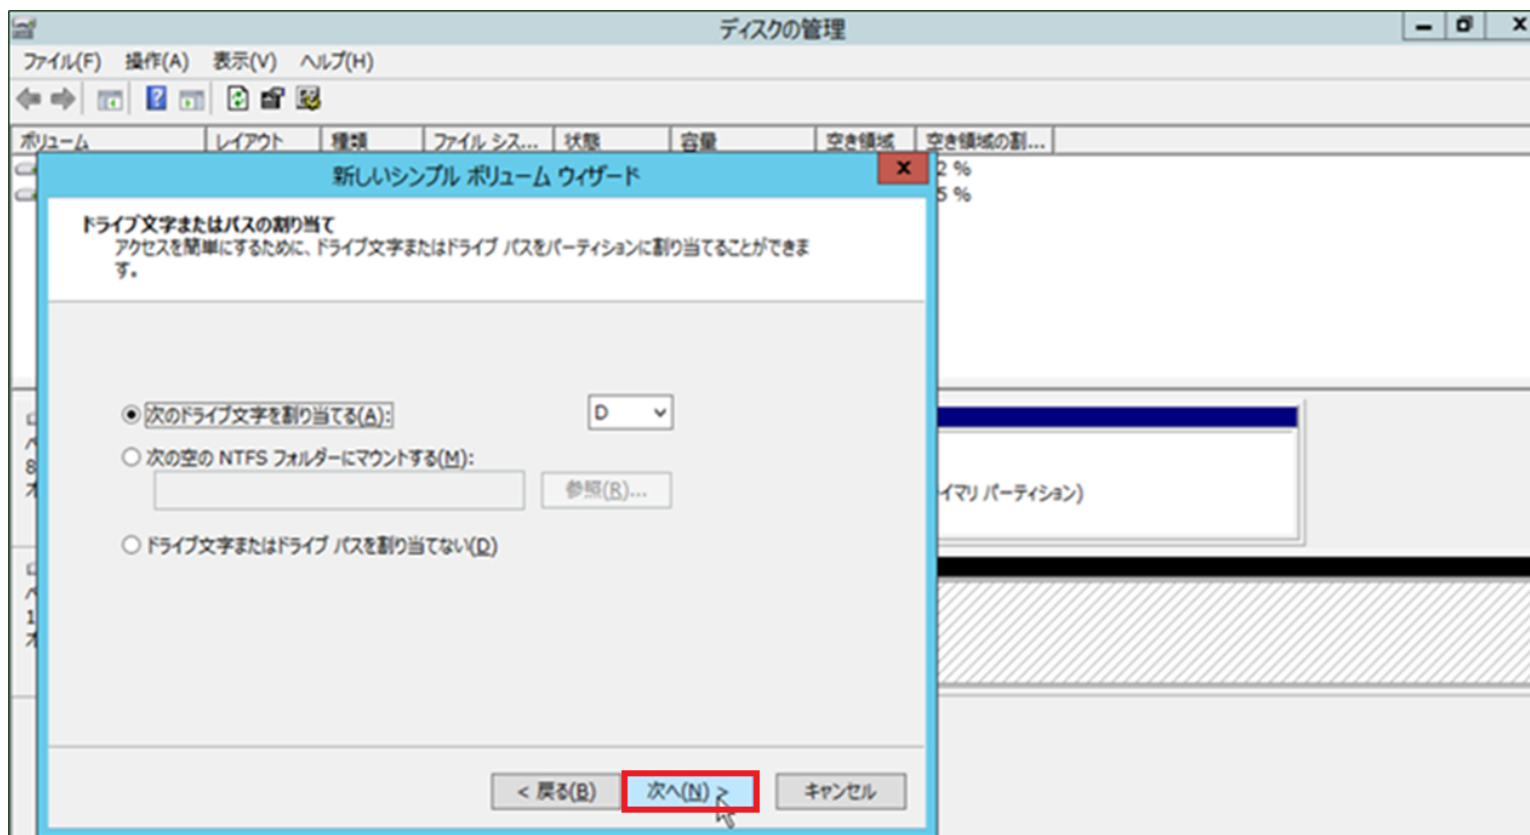 ディスクの管理
ファイル(F) 操作(A) 表示(V) ヘルプ(H)
ボリューム レイアウト 種類 ファイル シス... 状態 容量 空き領域 空き領域の割...
2 %
5 %
新しいシンプル ボリューム ウィザード
x
ドライブ文字またはパスの割り当て
アクセスを簡単にするために、ドライブ文字またはドライブ パスをパーティションに割り当てることができま
す。
次のドライブ文字を割り当てる(A):
D
次の空の NTFS フォルダーにマウントする(M):
参照(R)...
ドライブ文字またはドライブ パスを割り当てない(D)
イマリ パーティション)
8
1
< 戻る(B)
次へ(N) >
キャンセル